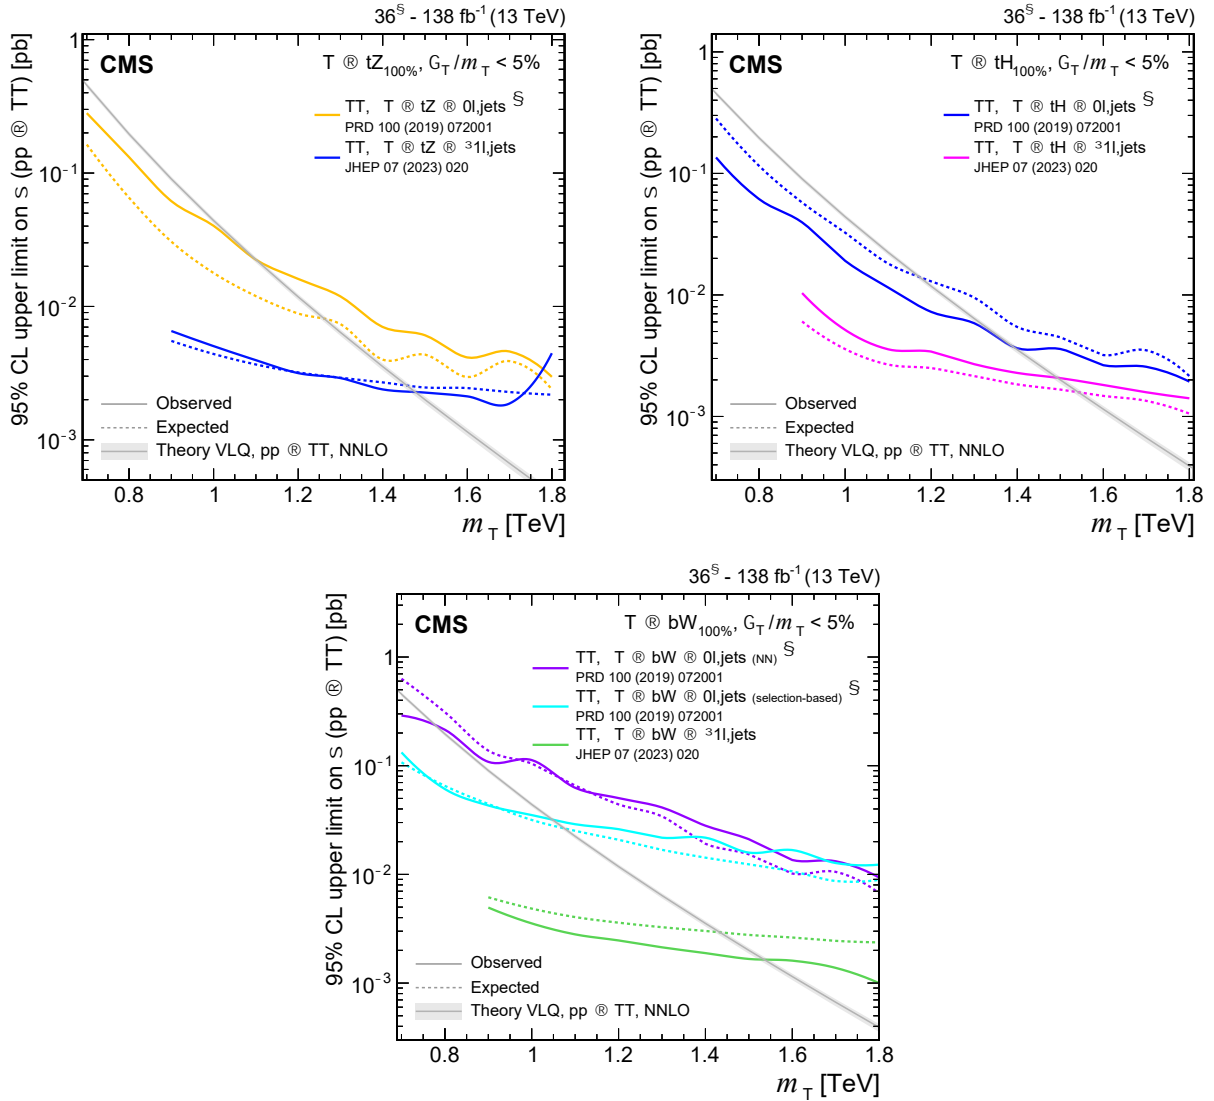 36§ - 138 fb-1 (13 TeV)
CMS
T ® tZ100%, GT/mT < 5%
TT, T ® tZ ® 0l,jets §
PRD 100 (2019) 072001
TT, T ® tZ ® ³1l,jets
JHEP 07 (2023) 020
Observed
Expected
Theory VLQ, pp ® TT, NNLO
95% CL upper limit on s (pp ® TT) [pb]
1
10−1
10−2
10−3
0.8 1 1.2 1.4 1.6 1.8
mT [TeV]
36§ - 138 fb-1 (13 TeV)
CMS
T ® tH100%, GT/mT < 5%
TT, T ® tH ® 0l,jets §
PRD 100 (2019) 072001
TT, T ® tH ® ³1l,jets
JHEP 07 (2023) 020
Observed
Expected
Theory VLQ, pp ® TT, NNLO
95% CL upper limit on s (pp ® TT) [pb]
1
10−1
10−2
10−3
0.8 1 1.2 1.4 1.6 1.8
mT [TeV]
36§ - 138 fb-1 (13 TeV)
CMS
T ® bW100%, GT/mT < 5%
TT, T ® bW ® 0l,jets (NN) §
PRD 100 (2019) 072001
TT, T ® bW ® 0l,jets (selection-based) §
PRD 100 (2019) 072001
TT, T ® bW ® ³1l,jets
JHEP 07 (2023) 020
Observed
Expected
Theory VLQ, pp ® TT, NNLO
95% CL upper limit on s (pp ® TT) [pb]
1
10−1
10−2
10−3
0.8 1 1.2 1.4 1.6 1.8
mT [TeV]